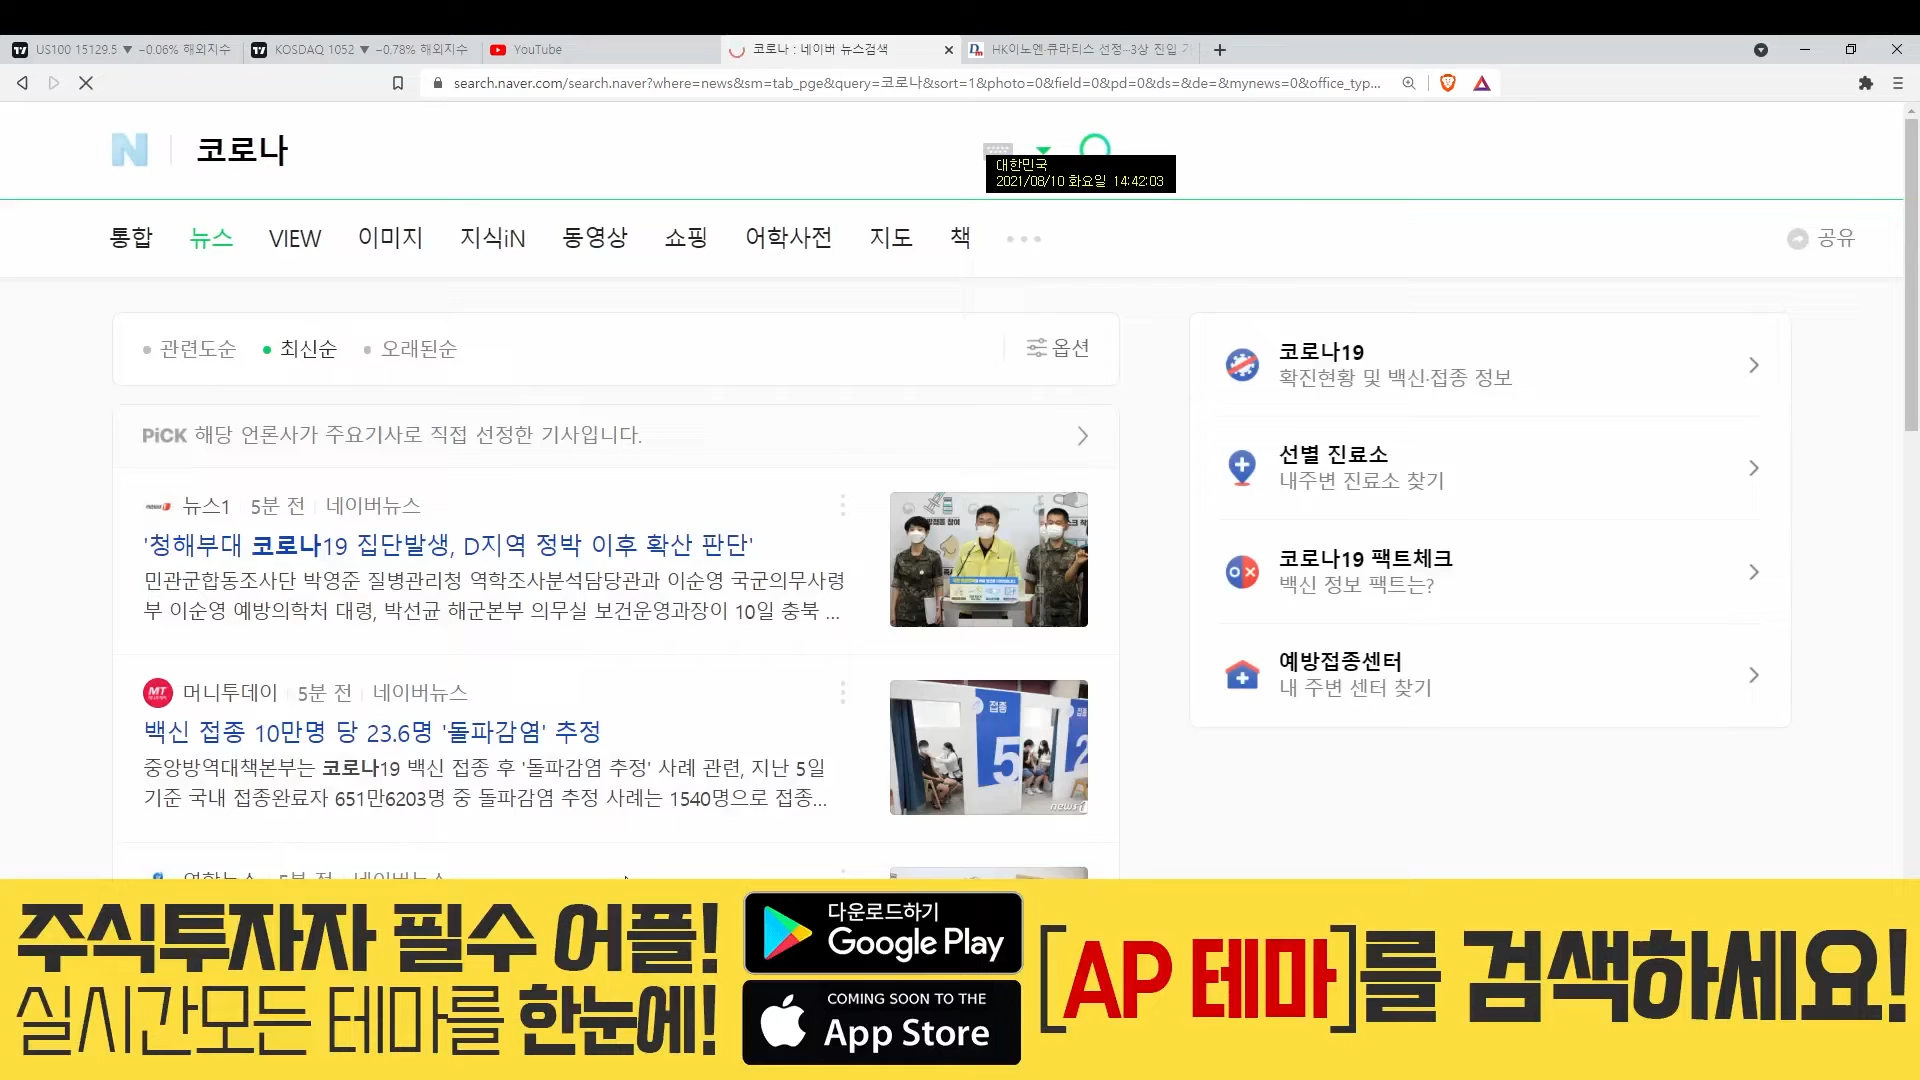 US100 15129.5 ▼ −0.06% 해외지수
KOSDAQ 1052 ▼ −0.78% 해외지수
YouTube
코로나 : 네이버 뉴스검색
HK이노엔·큐라티스 선정…3상 진입
search.naver.com/search.naver?where=news&sm=tab_pge&query=코로나&sort=1&photo=0&field=0&pd=0&ds=&de=&mynews=0&office_typ...
N 코로나
대한민국
2021/08/10 화요일 14:42:03
통합 뉴스 VIEW 이미지 지식iN 동영상 쇼핑 어학사전 지도 책
공유
관련도순 최신순 오래된순 옵션
PiCK 해당 언론사가 주요기사로 직접 선정한 기사입니다.
뉴스1 5분 전 네이버뉴스
'청해부대 코로나19 집단발생, D지역 정박 이후 확산 판단'
민관군합동조사단 박영준 질병관리청 역학조사분석담당관과 이순영 국군의무사령
부 이순영 예방의학처 대령, 박선균 해군본부 의무실 보건운영과장이 10일 충북 ...
MT 머니투데이 5분 전 네이버뉴스
백신 접종 10만명 당 23.6명 '돌파감염' 추정
중앙방역대책본부는 코로나19 백신 접종 후 '돌파감염 추정' 사례 관련, 지난 5일
기준 국내 접종완료자 651만6203명 중 돌파감염 추정 사례는 1540명으로 접종...
접종
5
2
news1
코로나19
확진현황 및 백신·접종 정보
선별 진료소
내주변 진료소 찾기
코로나19 팩트체크
백신 정보 팩트는?
예방접종센터
내 주변 센터 찾기
주식투자자 필수 어플!
실시간모든 테마를 한눈에!
다운로드하기
Google Play
COMING SOON TO THE
App Store
[AP 테마]를 검색하세요!